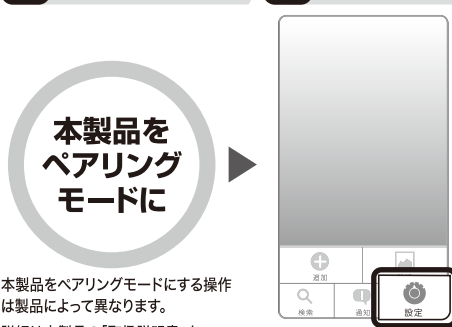 本製品を
ペアリング
モードに
本製品をペアリングモードにする操作
は製品によって異なります。
追加
検索
通知
設定